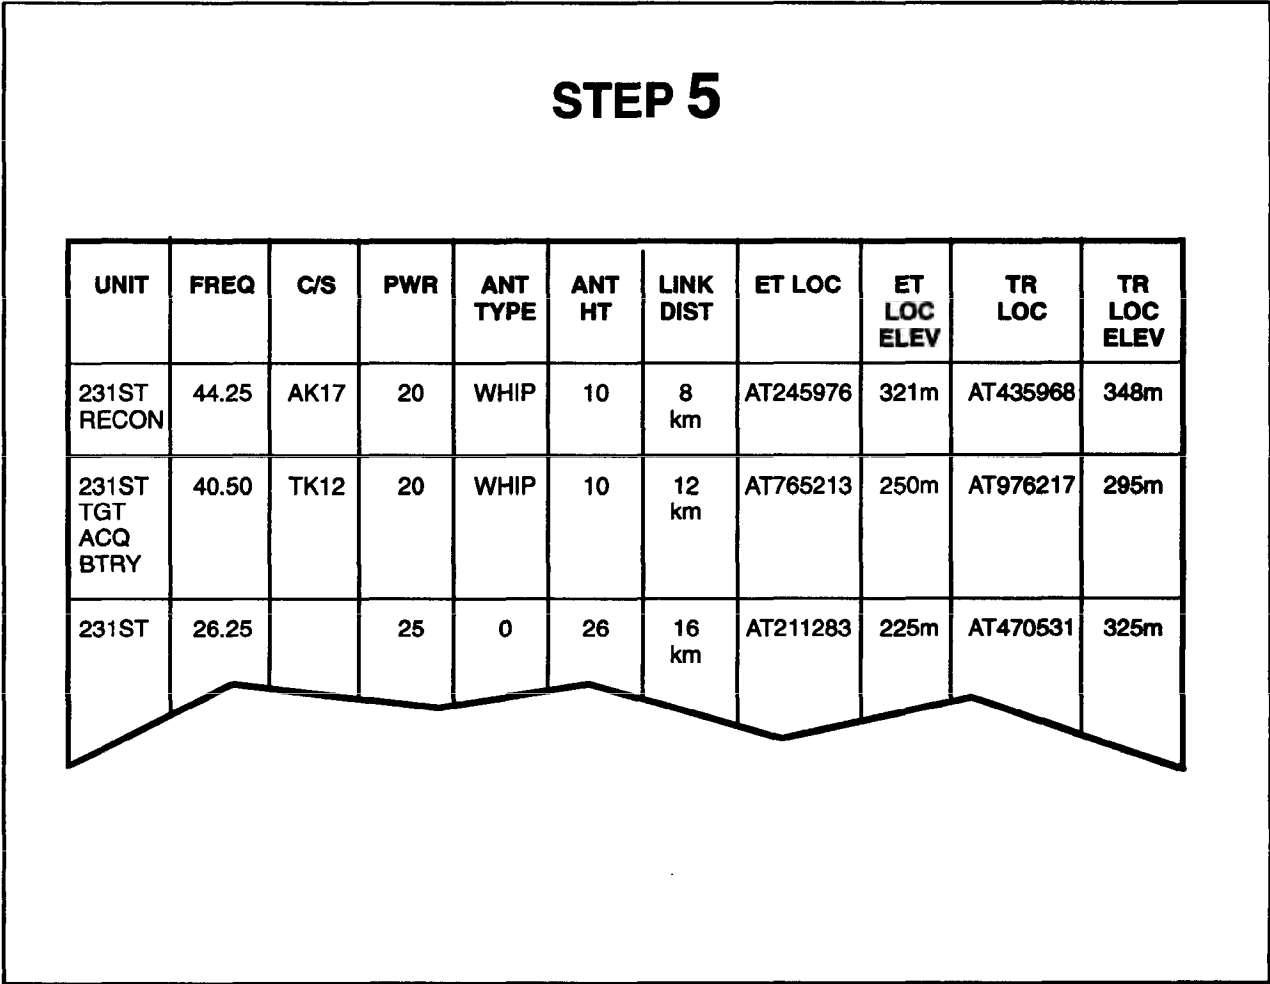 STEP 5
UNIT FREQ C/S PWR ANT TYPE ANT HT LINK DIST ET LOC ET LOC ELEV TR LOC TR LOC ELEV
231ST RECON 44.25 AK17 20 WHIP 10 8 km AT245976 321m AT435968 348m
231ST TGT ACQ BTRY 40.50 TK12 20 WHIP 10 12 km AT765213 250m AT976217 295m
231ST 26.25 25 0 26 16 km AT211283 225m AT470531 325m